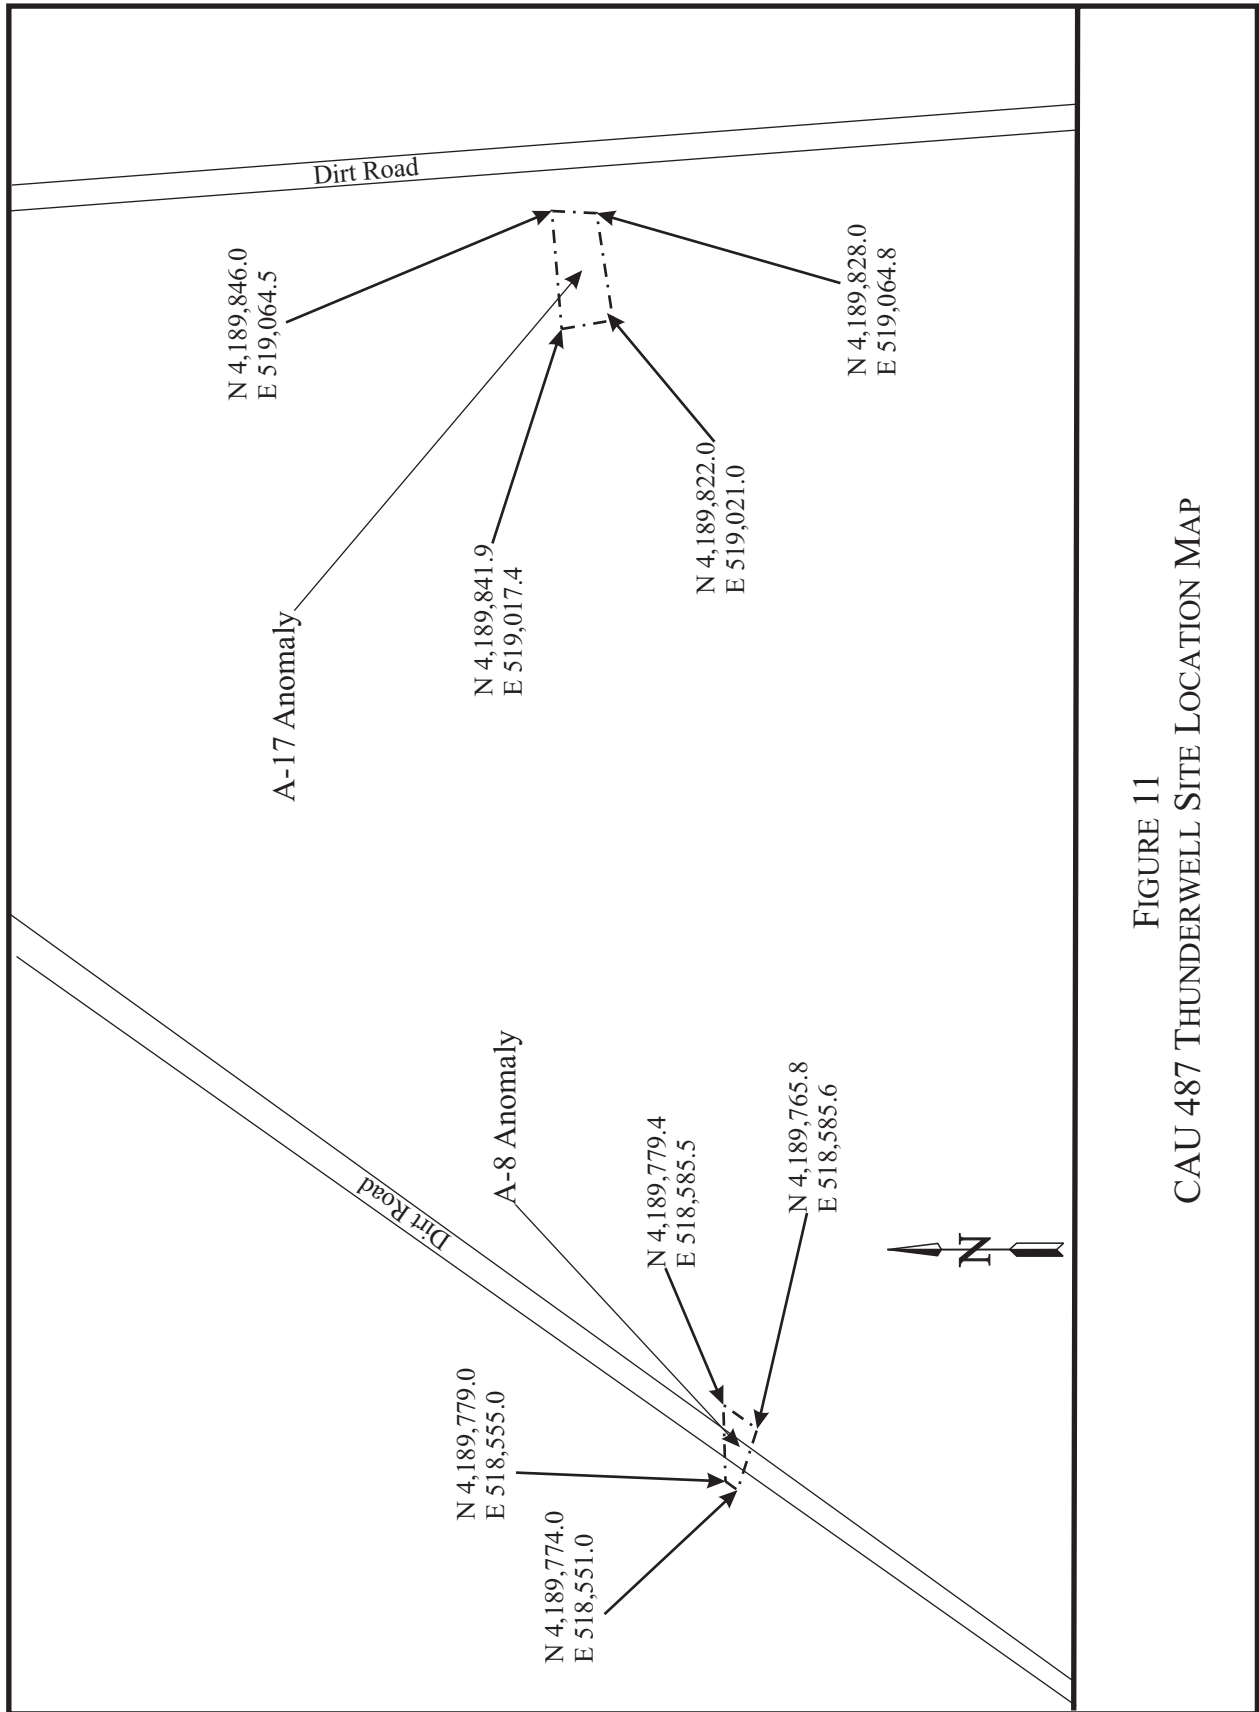 Dirt Road
N 4,189,846.0
E 519,064.5
A-17 Anomaly
N 4,189,841.9
E 519,017.4
N 4,189,822.0
E 519,021.0
N 4,189,828.0
E 519,064.8
Dirt Road
A-8 Anomaly
N 4,189,779.4
E 518,585.5
N 4,189,765.8
E 518,585.6
N 4,189,779.0
E 518,555.0
N 4,189,774.0
E 518,551.0
N
FIGURE 11
CAU 487 THUNDERWELL SITE LOCATION MAP